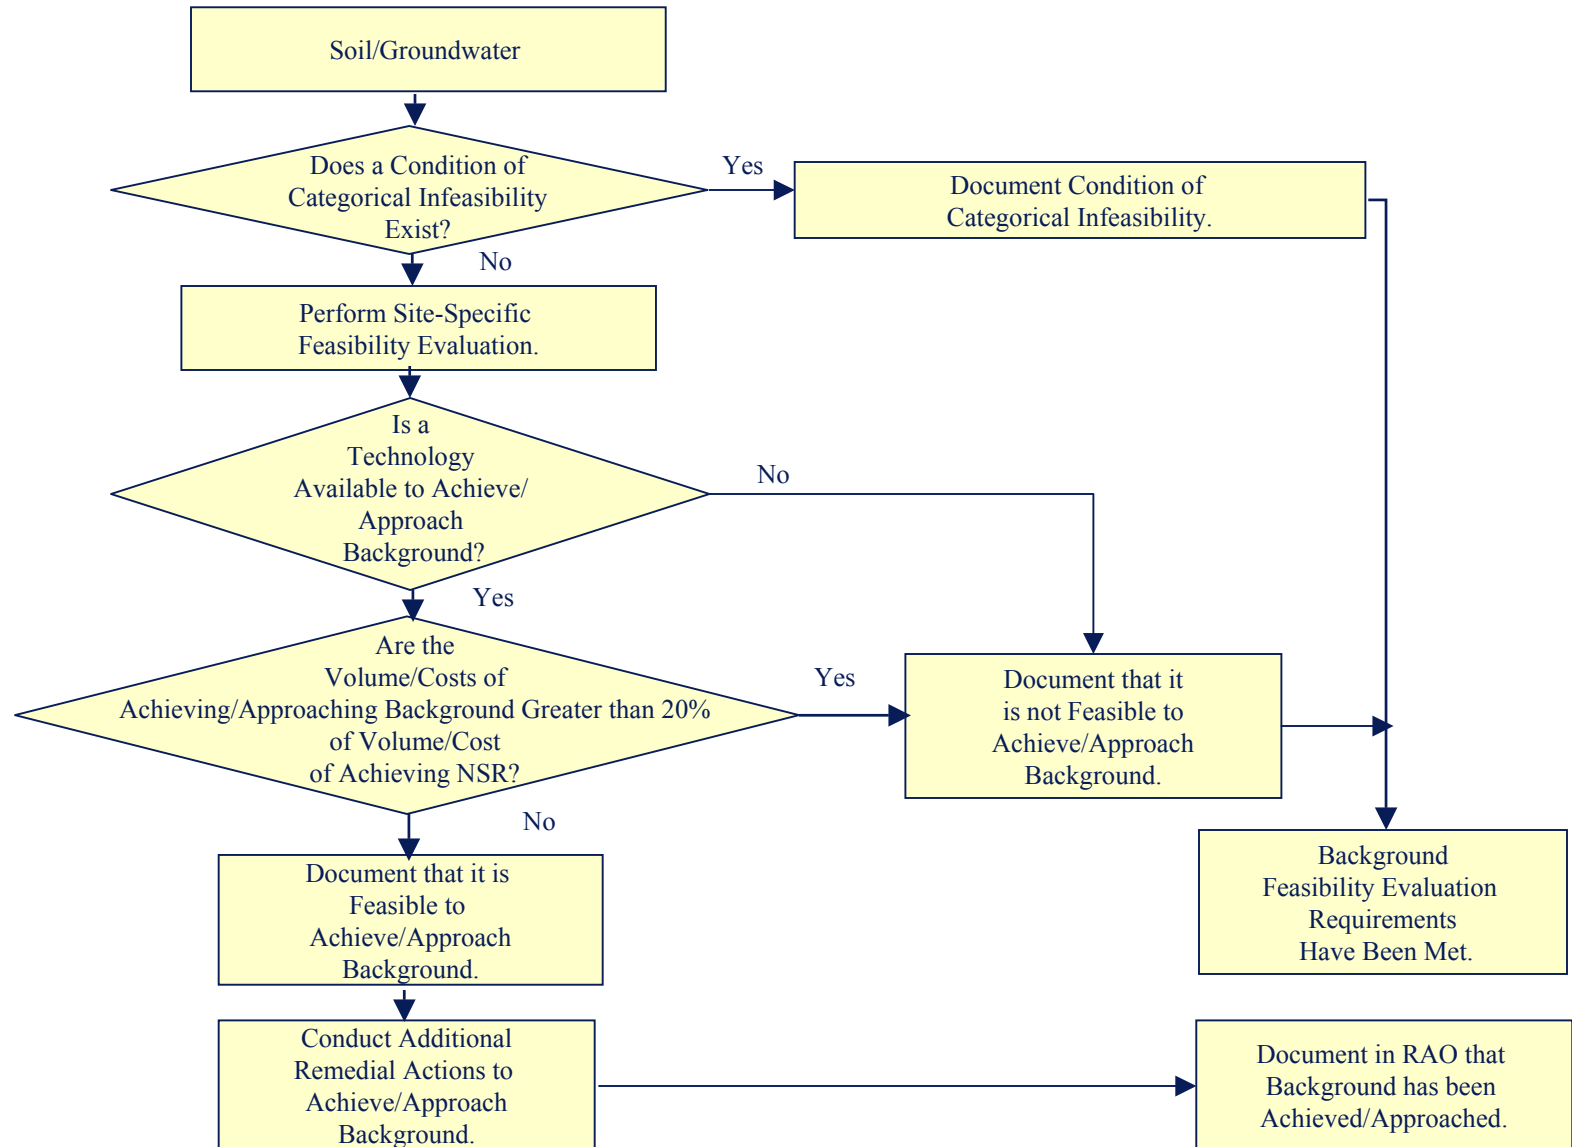 Soil/Groundwater
Does a Condition of
Categorical Infeasibility
Exist?
Yes
Document Condition of
Categorical Infeasibility.
No
Perform Site-Specific
Feasibility Evaluation.
Is a
Technology
Available to Achieve/
Approach
Background?
No
Yes
Are the
Volume/Costs of
Achieving/Approaching Background Greater than 20%
of Volume/Cost
of Achieving NSR?
Yes
Document that it
is not Feasible to
Achieve/Approach
Background.
No
Document that it is
Feasible to
Achieve/Approach
Background.
Background
Feasibility Evaluation
Requirements
Have Been Met.
Conduct Additional
Remedial Actions to
Achieve/Approach
Background.
Document in RAO that
Background has been
Achieved/Approached.